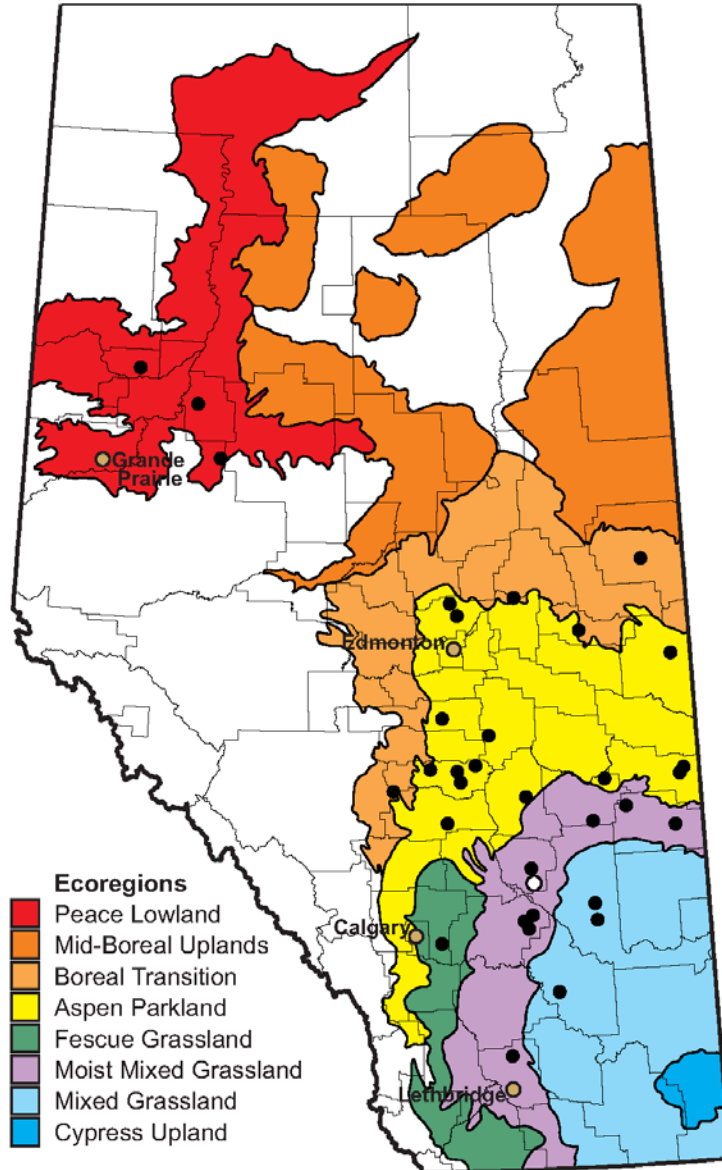 Grande
Prairie
Edmonton
Calgary
Lethbridge
Ecoregions
Peace Lowland
Mid-Boreal Uplands
Boreal Transition
Aspen Parkland
Fescue Grassland
Moist Mixed Grassland
Mixed Grassland
Cypress Upland